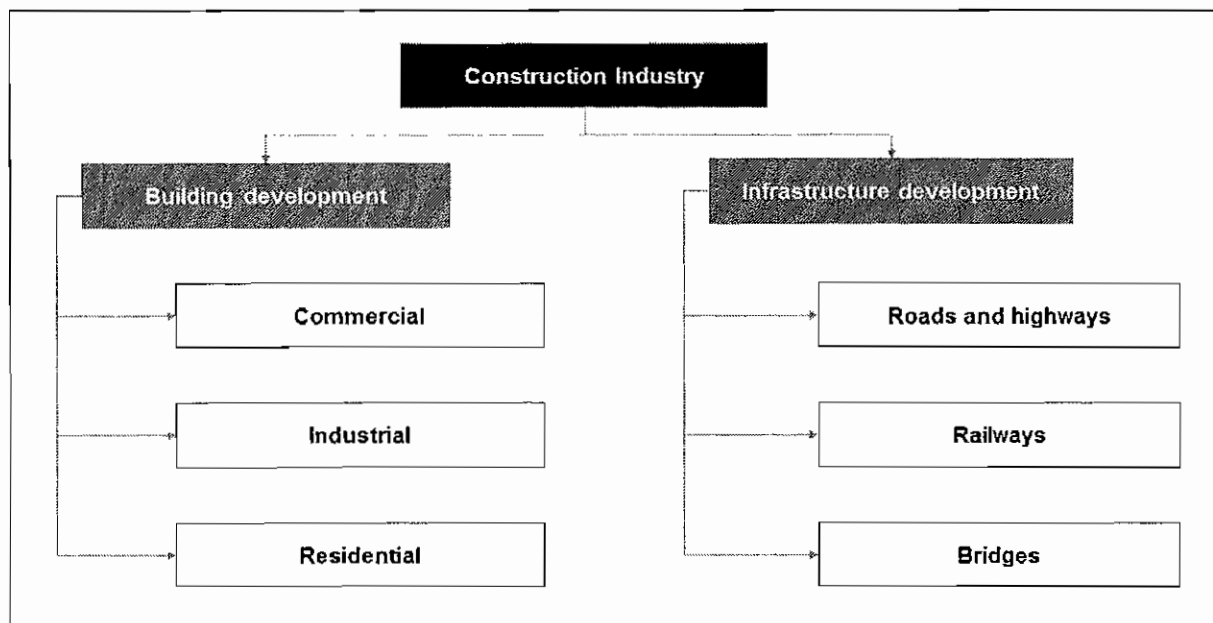 Construction Industry
Building development
Infrastructure development
Commercial
Roads and highways
Industrial
Railways
Residential
Bridges